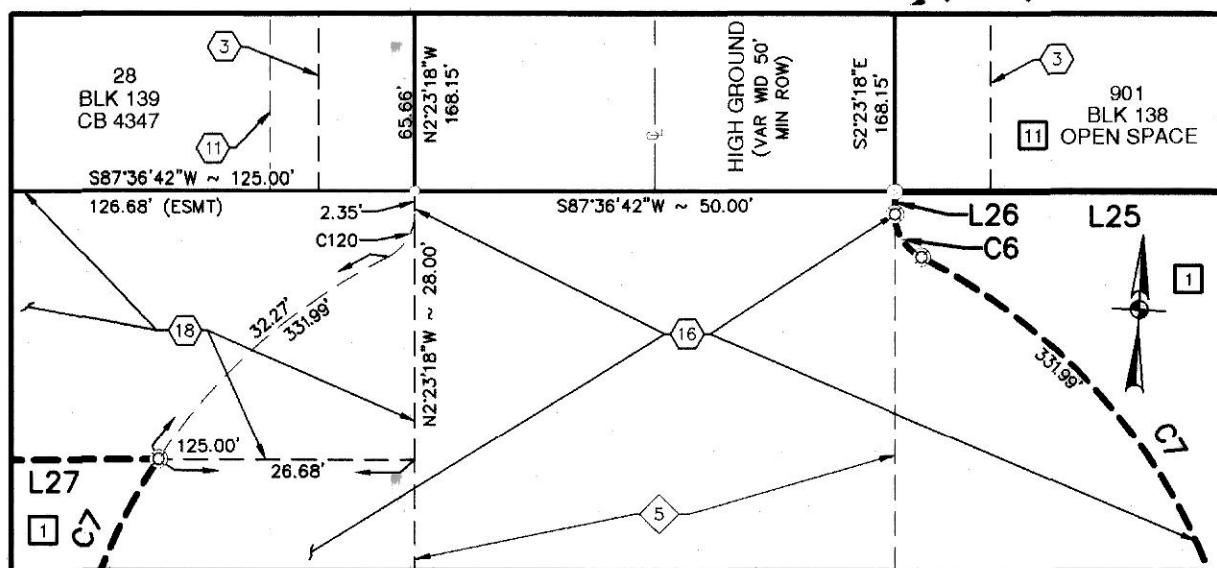 3
28
BLK 139
CB 4347
11
65.66'
N2°23'18"W
168.15'
HIGH GROUND
(VAR WID 50'
MIN ROW)
S2°23'18"E
168.15'
3
901
BLK 138
11 OPEN SPACE
S87°36'42"W ~ 125.00'
126.68' (ESMT)
2.35'
C120
S87°36'42"W ~ 50.00'
L26
L25
C6
1
32.27'
331.99'
18
N2°23'18"W ~ 28.00'
16
331.99'
C7
125.00'
26.68'
L27
1
C7
5